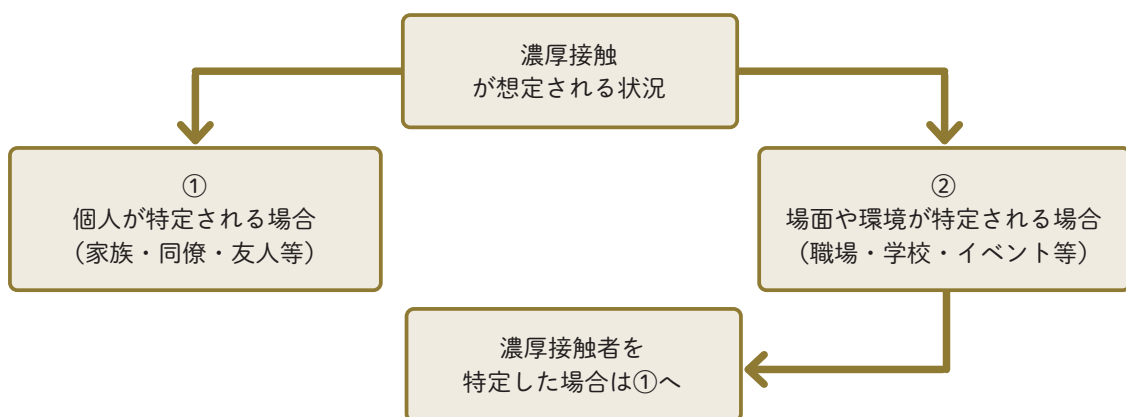 濃厚接触
が想定される状況
①
個人が特定される場合
（家族・同僚・友人等）
②
場面や環境が特定される場合
（職場・学校・イベント等）
濃厚接触者を
特定した場合は①へ